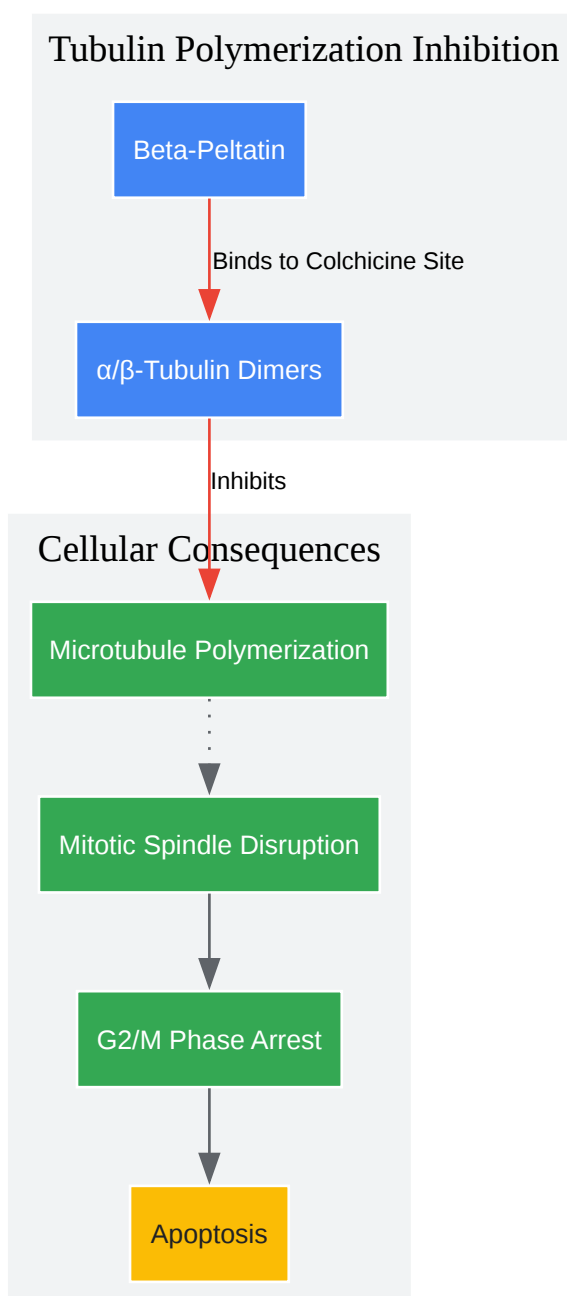 Tubulin Polymerization Inhibition
Beta-Peltatin
Binds to Colchicine Site
α/β-Tubulin Dimers
Inhibits
Cellular Consequences
Microtubule Polymerization
Mitotic Spindle Disruption
G2/M Phase Arrest
Apoptosis